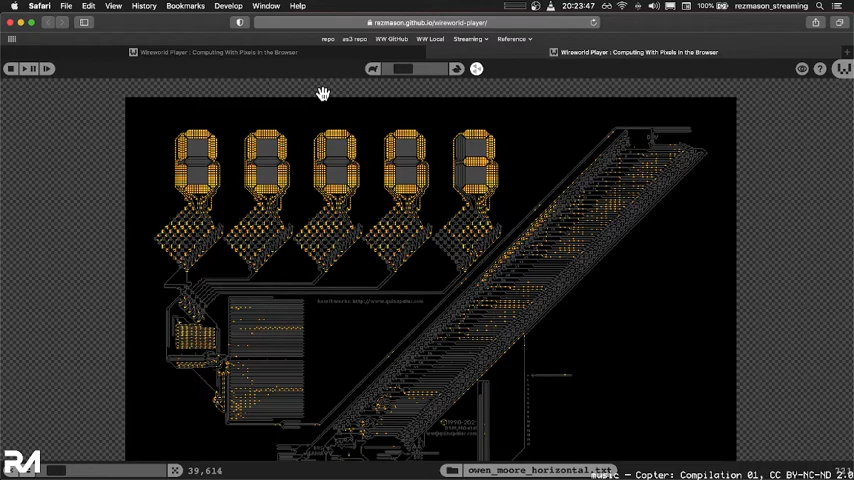 Safari File Edit View History Bookmarks Develop Window Help 100% 20:23:47 rezmason_streaming
rezmason.github.io/wireworld-player/
repo as3 repo WW GitHub WW Local Streaming Reference
Wireworld Player : Computing With Pixels in the Browser Wireworld Player : Computing With Pixels in the Browser
39,614 owen_moore_horizontal.txt
music - Copter: Compilation 01, CC BY-NC-ND 2.0
RM